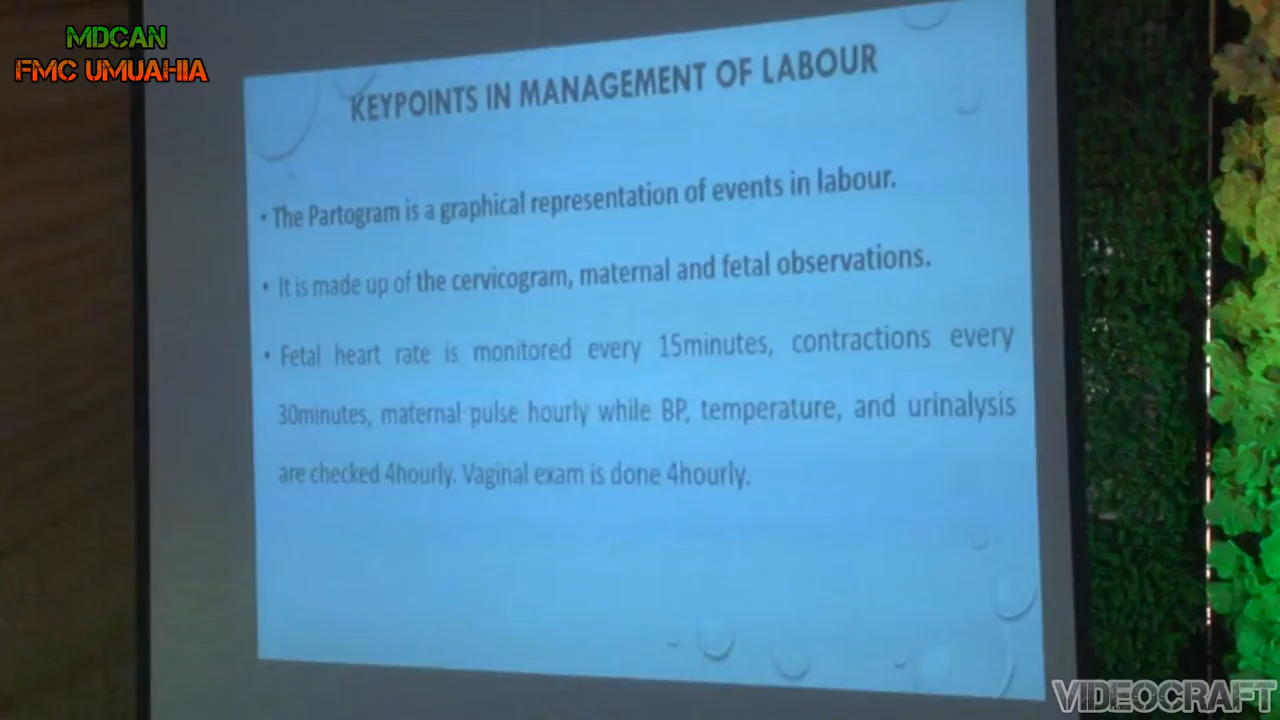 MDCAN
FMC UMUAHIA
KEYPOINTS IN MANAGEMENT OF LABOUR
• The Partogram is a graphical representation of events in labour.
• It is made up of the cervicogram, maternal and fetal observations.
• Fetal heart rate is monitored every 15minutes, contractions every
30minutes, maternal pulse hourly while BP, temperature, and urinalysis
are checked 4hourly. Vaginal exam is done 4hourly.
VIDEOCRAFT